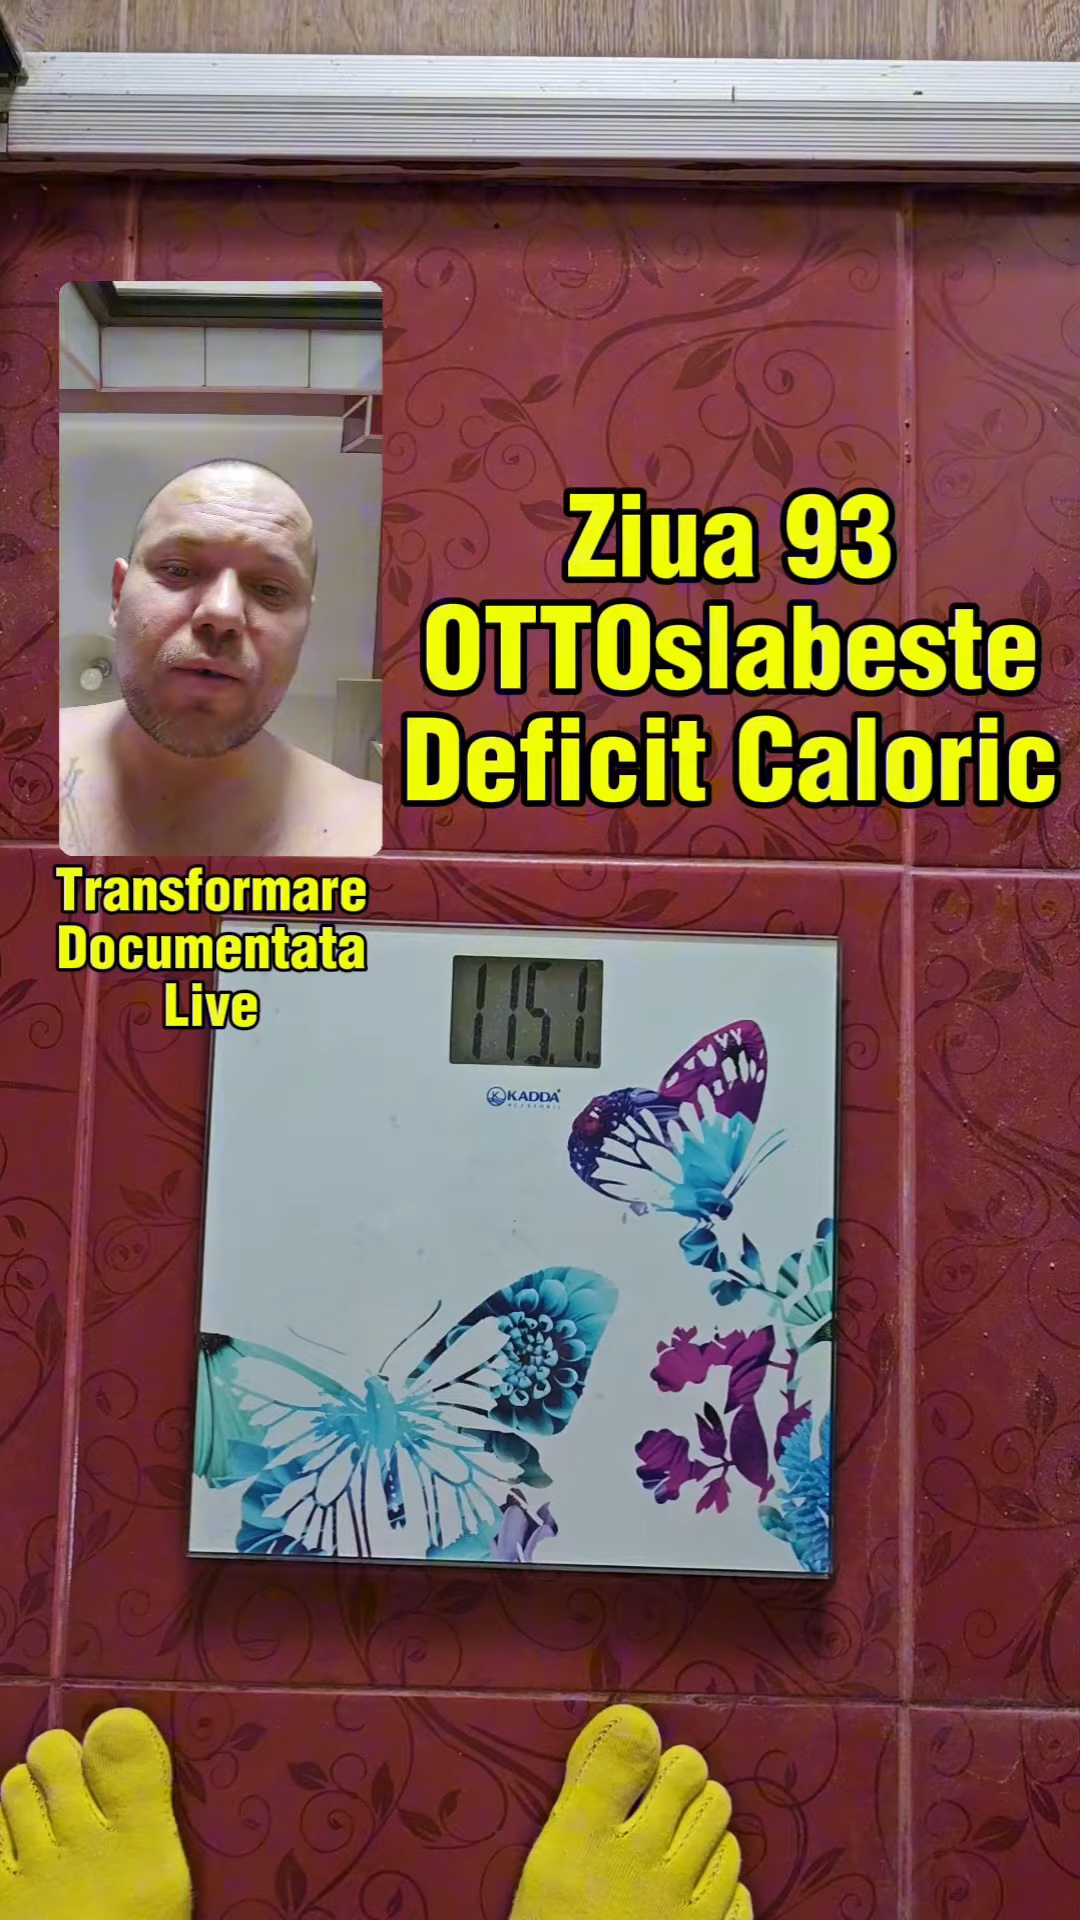 Ziua 93
OTTOslabeste
Deficit Caloric
Transformare
Documentata
Live
115.1
KADDA